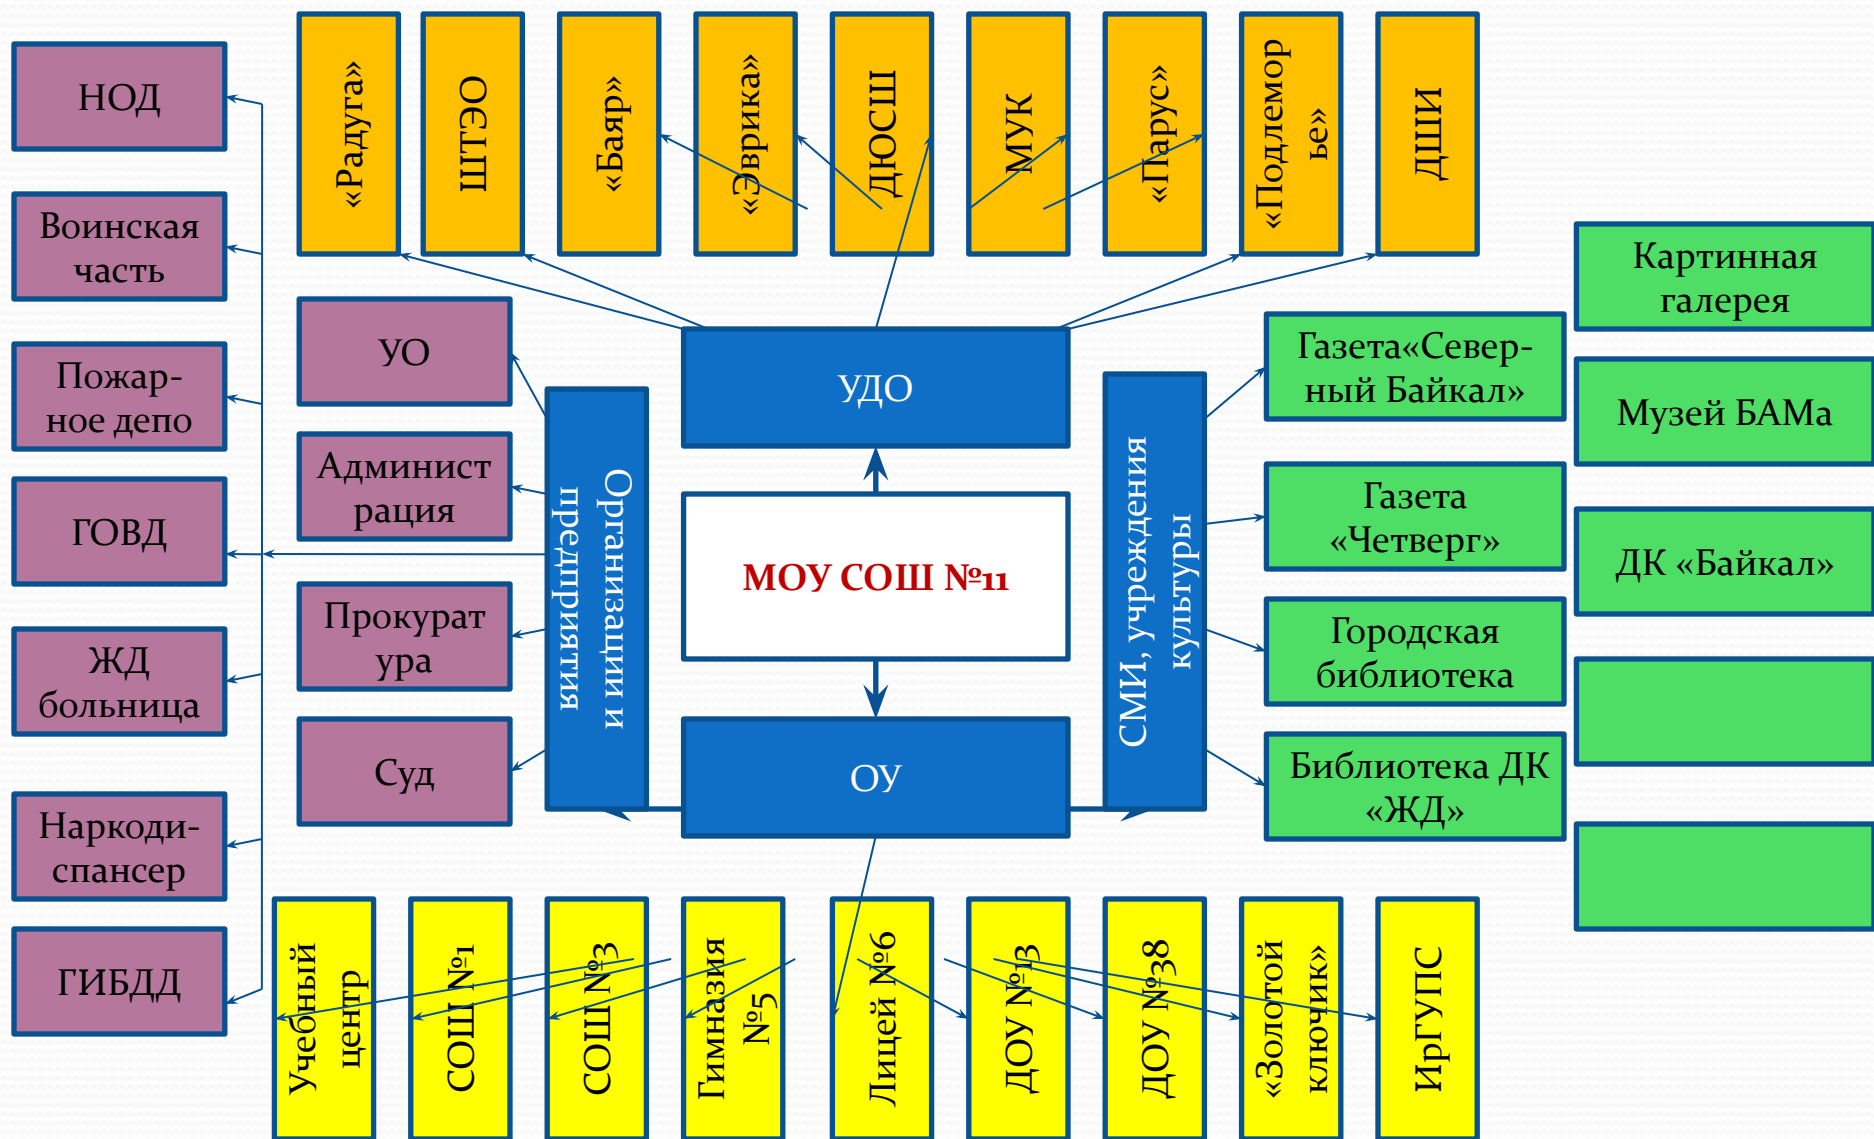 «Радуга»
ШТЭО
«Баяр»
«Эврика»
ДЮСШ
МУК
«Парус»
«Подлемор
ье»
ДШИ
НОД
Воинская
часть
Пожар-
ное депо
ГОВД
ЖД
больница
Наркоди-
спансер
ГИБДД
УО
Админист
рация
Прокурат
ура
Суд
Организации и
предприятия
УДО
МОУ СОШ №11
ОУ
СМИ, учреждения
культуры
Газета«Север-
ный Байкал»
Газета
«Четверг»
Городская
библиотека
Библиотека ДК
«ЖД»
Картинная
галерея
Музей БАМа
ДК «Байкал»
Учебный
центр
СОШ №1
СОШ №3
Гимназия
№5
Лицей №6
ДОУ №13
ДОУ №38
«Золотой
ключик»
ИрГУПС